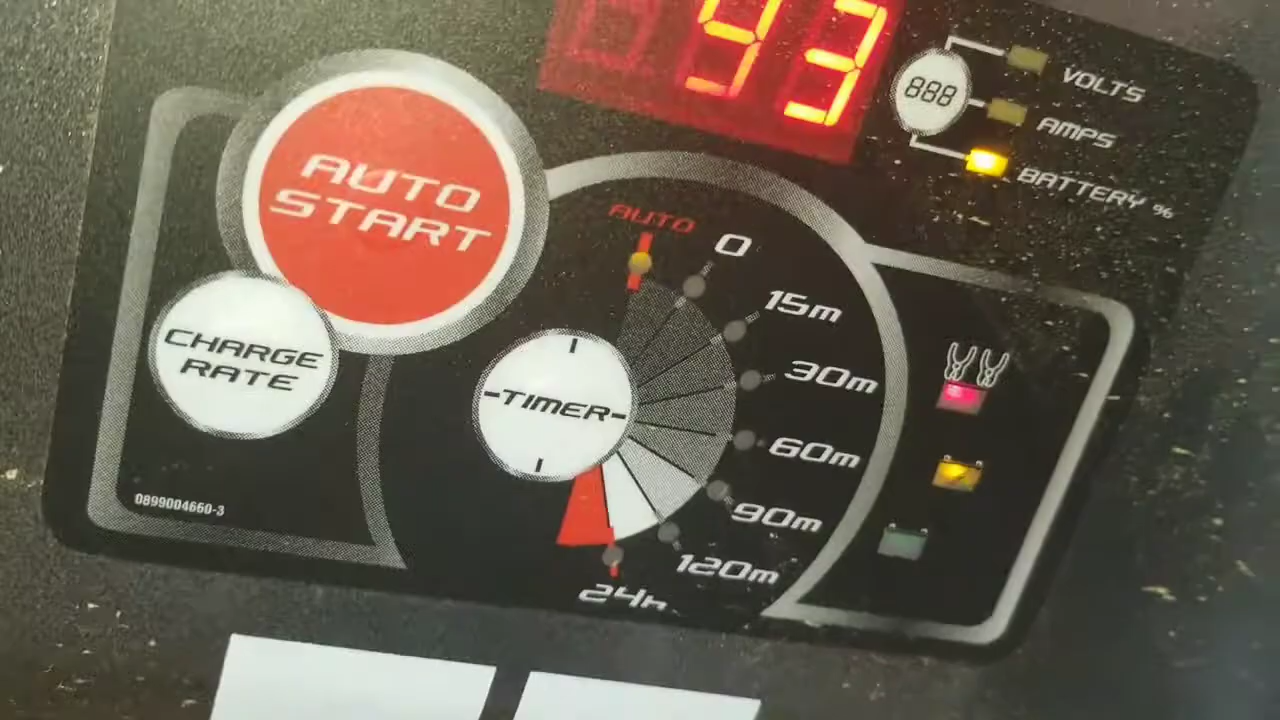 93
888
VOLTS
AMPS
BATTERY %
AUTO
START
CHARGE
RATE
AUTO
0
15m
30m
60m
90m
120m
24h
-TIMER-
0899004660-3